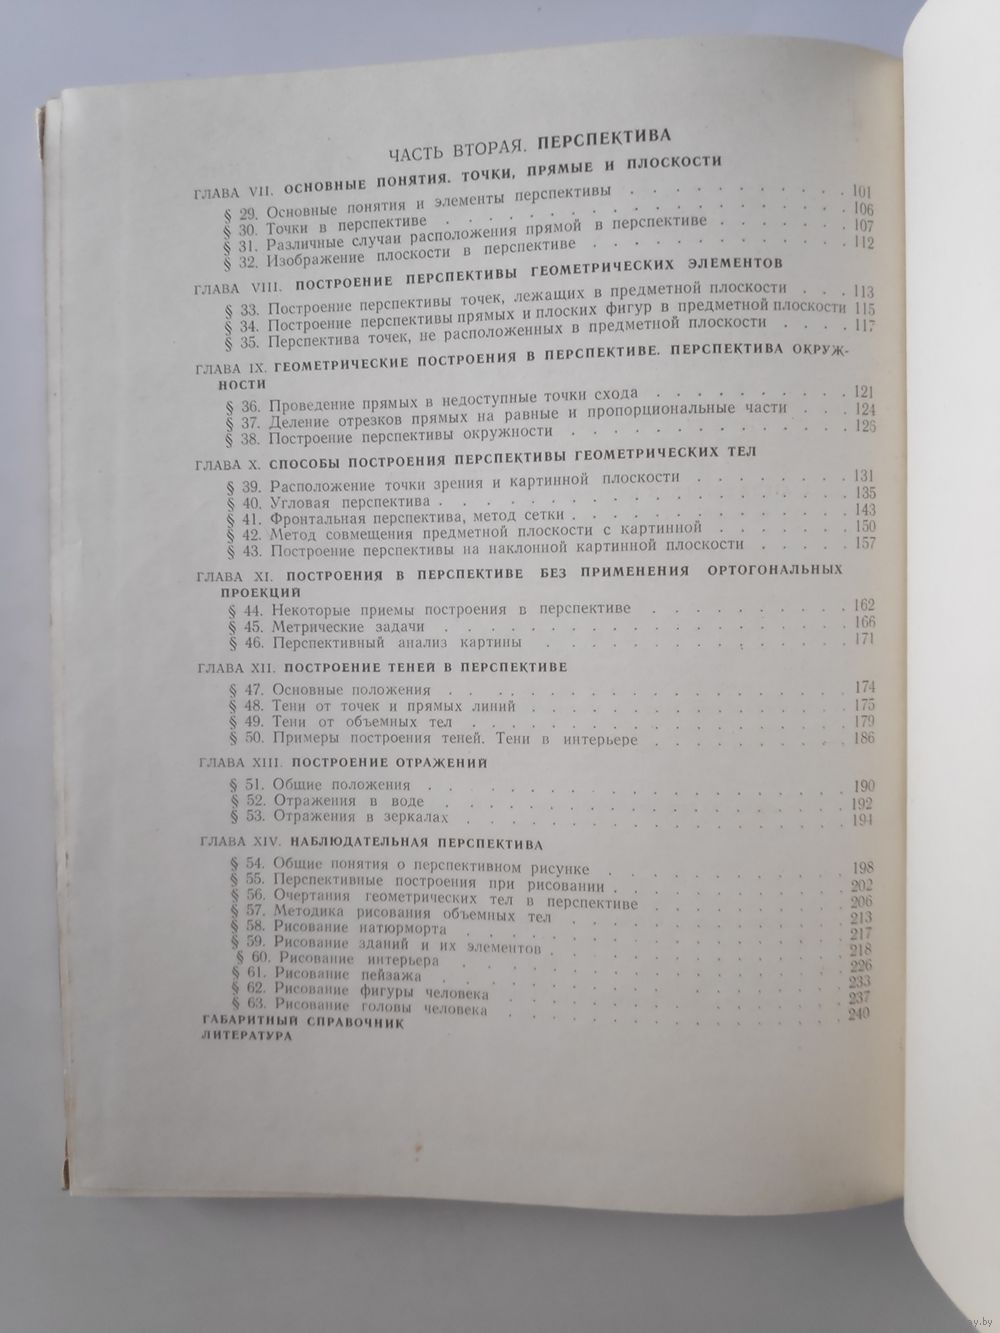 ЧАСТЬ ВТОРАЯ. ПЕРСПЕКТИВА
ГЛАВА VII. ОСНОВНЫЕ ПОНЯТИЯ. ТОЧКИ, ПРЯМЫЕ И ПЛОСКОСТИ
§ 29. Основные понятия и элементы перспективы . . . . . . . . . . . 101
§ 30. Точки в перспективе . . . . . . . . . . . . . . . . . . . 106
§ 31. Различные случаи расположения прямой в перспективе . . . . . . . 107
§ 32. Изображение плоскости в перспективе . . . . . . . . . . . . . 112
ГЛАВА VIII. ПОСТРОЕНИЕ ПЕРСПЕКТИВЫ ГЕОМЕТРИЧЕСКИХ ЭЛЕМЕНТОВ
§ 33. Построение перспективы точек, лежащих в предметной плоскости . . . 113
§ 34. Построение перспективы прямых и плоских фигур в предметной плоскости 115
§ 35. Перспектива точек, не расположенных в предметной плоскости . . . . 117
ГЛАВА IX. ГЕОМЕТРИЧЕСКИЕ ПОСТРОЕНИЯ В ПЕРСПЕКТИВЕ. ПЕРСПЕКТИВА ОКРУЖ-
НОСТИ
§ 36. Проведение прямых в недоступные точки схода . . . . . . . . . . 121
§ 37. Деление отрезков прямых на равные и пропорциональные части . . . 124
§ 38. Построение перспективы окружности . . . . . . . . . . . . . . 126
ГЛАВА X. СПОСОБЫ ПОСТРОЕНИЯ ПЕРСПЕКТИВЫ ГЕОМЕТРИЧЕСКИХ ТЕЛ
§ 39. Расположение точки зрения и картинной плоскости . . . . . . . . 131
§ 40. Угловая перспектива . . . . . . . . . . . . . . . . . . . 135
§ 41. Фронтальная перспектива, метод сетки . . . . . . . . . . . . . 143
§ 42. Метод совмещения предметной плоскости с картинной . . . . . . . 150
§ 43. Построение перспективы на наклонной картинной плоскости . . . . . 157
ГЛАВА XI. ПОСТРОЕНИЯ В ПЕРСПЕКТИВЕ БЕЗ ПРИМЕНЕНИЯ ОРТОГОНАЛЬНЫХ
ПРОЕКЦИЙ
§ 44. Некоторые приемы построения в перспективе . . . . . . . . . . 162
§ 45. Метрические задачи . . . . . . . . . . . . . . . . . . . . 166
§ 46. Перспективный анализ картины . . . . . . . . . . . . . . . 171
ГЛАВА XII. ПОСТРОЕНИЕ ТЕНЕЙ В ПЕРСПЕКТИВЕ
§ 47. Основные положения . . . . . . . . . . . . . . . . . . . 174
§ 48. Тени от точек и прямых линий . . . . . . . . . . . . . . . 175
§ 49. Тени от объемных тел . . . . . . . . . . . . . . . . . . . 179
§ 50. Примеры построения теней. Тени в интерьере . . . . . . . . . . 186
ГЛАВА XIII. ПОСТРОЕНИЕ ОТРАЖЕНИЙ
§ 51. Общие положения . . . . . . . . . . . . . . . . . . . . 190
§ 52. Отражения в воде . . . . . . . . . . . . . . . . . . . . 192
§ 53. Отражения в зеркалах . . . . . . . . . . . . . . . . . . 194
ГЛАВА XIV. НАБЛЮДАТЕЛЬНАЯ ПЕРСПЕКТИВА
§ 54. Общие понятия о перспективном рисунке . . . . . . . . . . . . 198
§ 55. Перспективные построения при рисовании . . . . . . . . . . . . 202
§ 56. Очертания геометрических тел в перспективе . . . . . . . . . . 206
§ 57. Методика рисования объемных тел . . . . . . . . . . . . . . 213
§ 58. Рисование натюрморта . . . . . . . . . . . . . . . . . . 217
§ 59. Рисование зданий и их элементов . . . . . . . . . . . . . . 218
§ 60. Рисование интерьера . . . . . . . . . . . . . . . . . . . 226
§ 61. Рисование пейзажа . . . . . . . . . . . . . . . . . . . 233
§ 62. Рисование фигуры человека . . . . . . . . . . . . . . . . 237
§ 63. Рисование головы человека . . . . . . . . . . . . . . . . 240
ГАБАРИТНЫЙ СПРАВОЧНИК
ЛИТЕРАТУРА